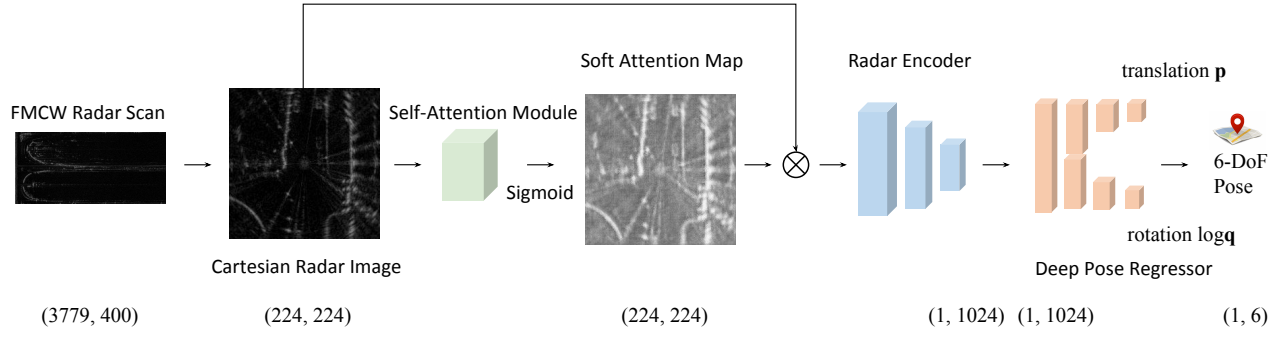 FMCW Radar Scan
Cartesian Radar Image
Self-Attention Module
Sigmoid
Soft Attention Map
Radar Encoder
translation p
rotation logq
Deep Pose Regressor
6-DoF
Pose
(3779, 400)
(224, 224)
(224, 224)
(1, 1024)
(1, 1024)
(1, 6)